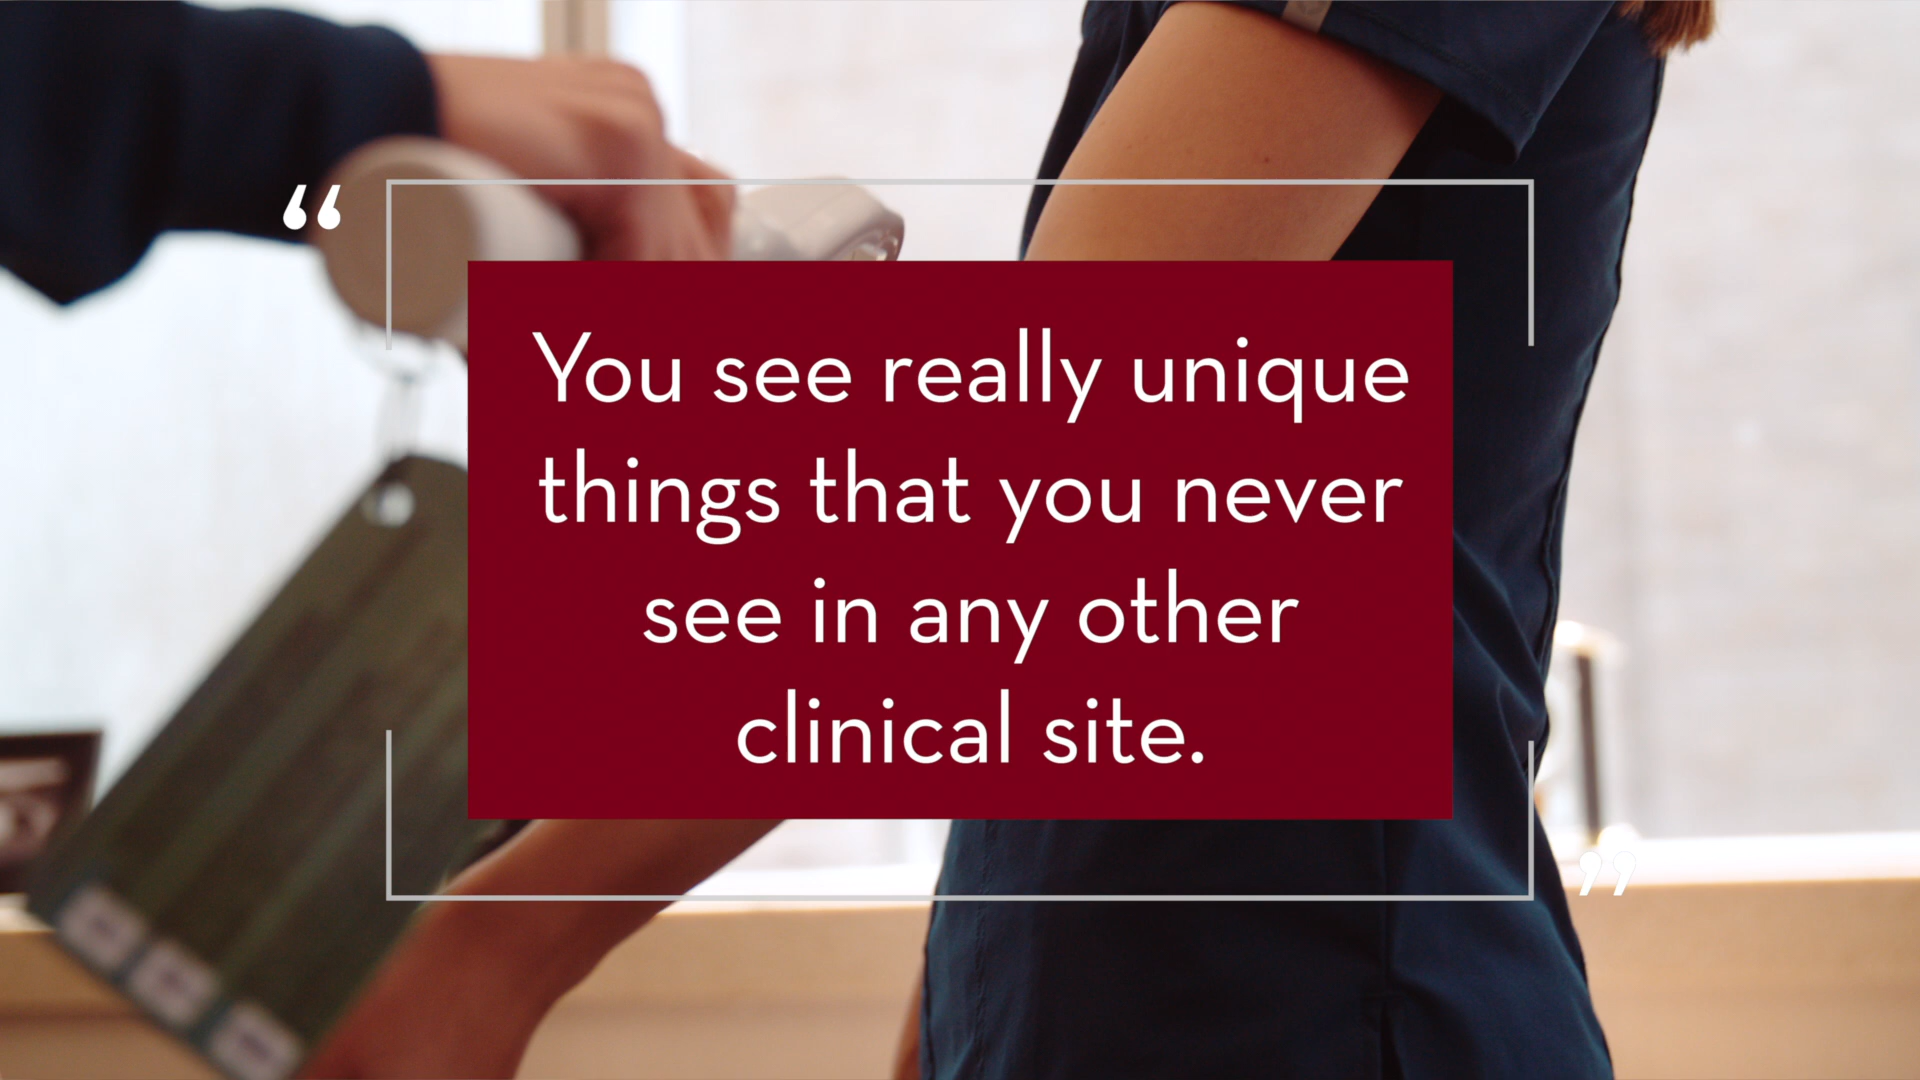 “
You see really unique
things that you never
see in any other
clinical site.
”